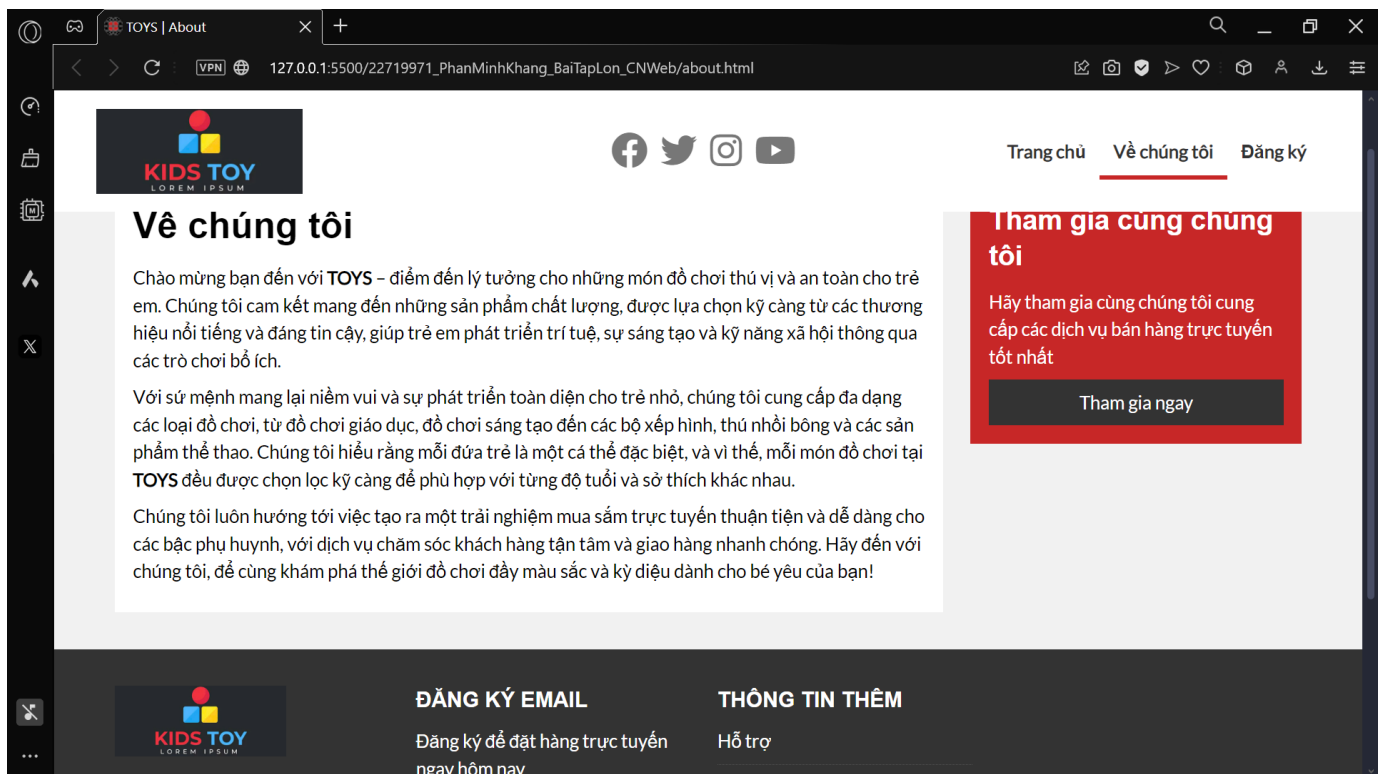 TOYS | About
VPN
127.0.0.1:5500/22719971_PhanMinhKhang_BaiTapLon_CNWeb/about.html
KIDS TOY
LOREM IPSUM
Trang chủ Về chúng tôi Đăng ký
Về chúng tôi
Chào mừng bạn đến với TOYS – điểm đến lý tưởng cho những món đồ chơi thú vị và an toàn cho trẻ
em. Chúng tôi cam kết mang đến những sản phẩm chất lượng, được lựa chọn kỹ càng từ các thương
hiệu nổi tiếng và đáng tin cậy, giúp trẻ em phát triển trí tuệ, sự sáng tạo và kỹ năng xã hội thông qua
các trò chơi bổ ích.
Với sứ mệnh mang lại niềm vui và sự phát triển toàn diện cho trẻ nhỏ, chúng tôi cung cấp đa dạng
các loại đồ chơi, từ đồ chơi giáo dục, đồ chơi sáng tạo đến các bộ xếp hình, thú nhồi bông và các sản
phẩm thể thao. Chúng tôi hiểu rằng mỗi đứa trẻ là một cá thể đặc biệt, và vì thế, mỗi món đồ chơi tại
TOYS đều được chọn lọc kỹ càng để phù hợp với từng độ tuổi và sở thích khác nhau.
Chúng tôi luôn hướng tới việc tạo ra một trải nghiệm mua sắm trực tuyến thuận tiện và dễ dàng cho
các bậc phụ huynh, với dịch vụ chăm sóc khách hàng tận tâm và giao hàng nhanh chóng. Hãy đến với
chúng tôi, để cùng khám phá thế giới đồ chơi đầy màu sắc và kỳ diệu dành cho bé yêu của bạn!
Tham gia cùng chúng
tôi
Hãy tham gia cùng chúng tôi cung
cấp các dịch vụ bán hàng trực tuyến
tốt nhất
Tham gia ngay
KIDS TOY
LOREM IPSUM
ĐĂNG KÝ EMAIL
Đăng ký để đặt hàng trực tuyến
ngay hôm nay
THÔNG TIN THÊM
Hỗ trợ